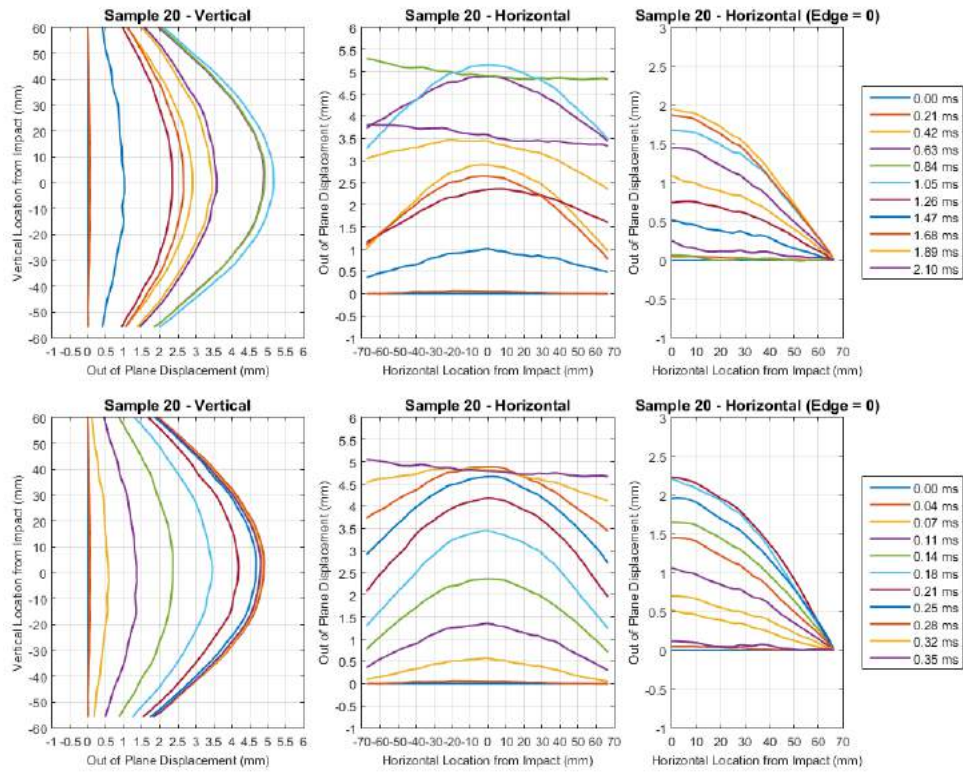 Sample 20 - Vertical
Vertical Location from Impact (mm)
60
50
40
30
20
10
0
-10
-20
-30
-40
-50
-60
-1 -0.5 0 0.5 1 1.5 2 2.5 3 3.5 4 4.5 5 5.5 6
Out of Plane Displacement (mm)
Sample 20 - Horizontal
Out of Plane Displacement (mm)
6
5.5
5
4.5
4
3.5
3
2.5
2
1.5
1
0.5
0
-0.5
-1
-70-60-50-40-30-20-10 0 10 20 30 40 50 60 70
Horizontal Location from Impact (mm)
Sample 20 - Horizontal (Edge = 0)
Out of Plane Displacement (mm)
3
2.5
2
1.5
1
0.5
0
-0.5
-1
0 10 20 30 40 50 60 70
Horizontal Location from Impact (mm)
0.00 ms
0.21 ms
0.42 ms
0.63 ms
0.84 ms
1.05 ms
1.26 ms
1.47 ms
1.68 ms
1.89 ms
2.10 ms
Sample 20 - Vertical
Vertical Location from Impact (mm)
60
50
40
30
20
10
0
-10
-20
-30
-40
-50
-60
-1 -0.5 0 0.5 1 1.5 2 2.5 3 3.5 4 4.5 5 5.5 6
Out of Plane Displacement (mm)
Sample 20 - Horizontal
Out of Plane Displacement (mm)
6
5.5
5
4.5
4
3.5
3
2.5
2
1.5
1
0.5
0
-0.5
-1
-70-60-50-40-30-20-10 0 10 20 30 40 50 60 70
Horizontal Location from Impact (mm)
Sample 20 - Horizontal (Edge = 0)
Out of Plane Displacement (mm)
3
2.5
2
1.5
1
0.5
0
-0.5
-1
0 10 20 30 40 50 60 70
Horizontal Location from Impact (mm)
0.00 ms
0.04 ms
0.07 ms
0.11 ms
0.14 ms
0.18 ms
0.21 ms
0.25 ms
0.28 ms
0.32 ms
0.35 ms